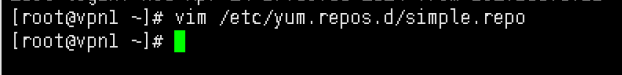 [root@vpn1 ~]# vim /etc/yum.repos.d/simple.repo
[root@vpn1 ~]#